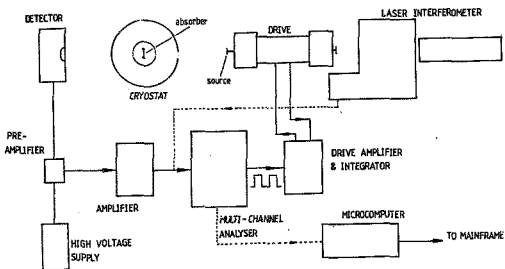 DETECTOR
absorber
I
CRYOSTAT
DRIVE
source
LASER INTERFEROMETER
PRE-
AMPLIFIER
AMPLIFIER
DRIVE AMPLIFIER
& INTEGRATOR
MULTI-CHANNEL
ANALYSER
MICROCOMPUTER
TO MAINFRAME
HIGH VOLTAGE
SUPPLY